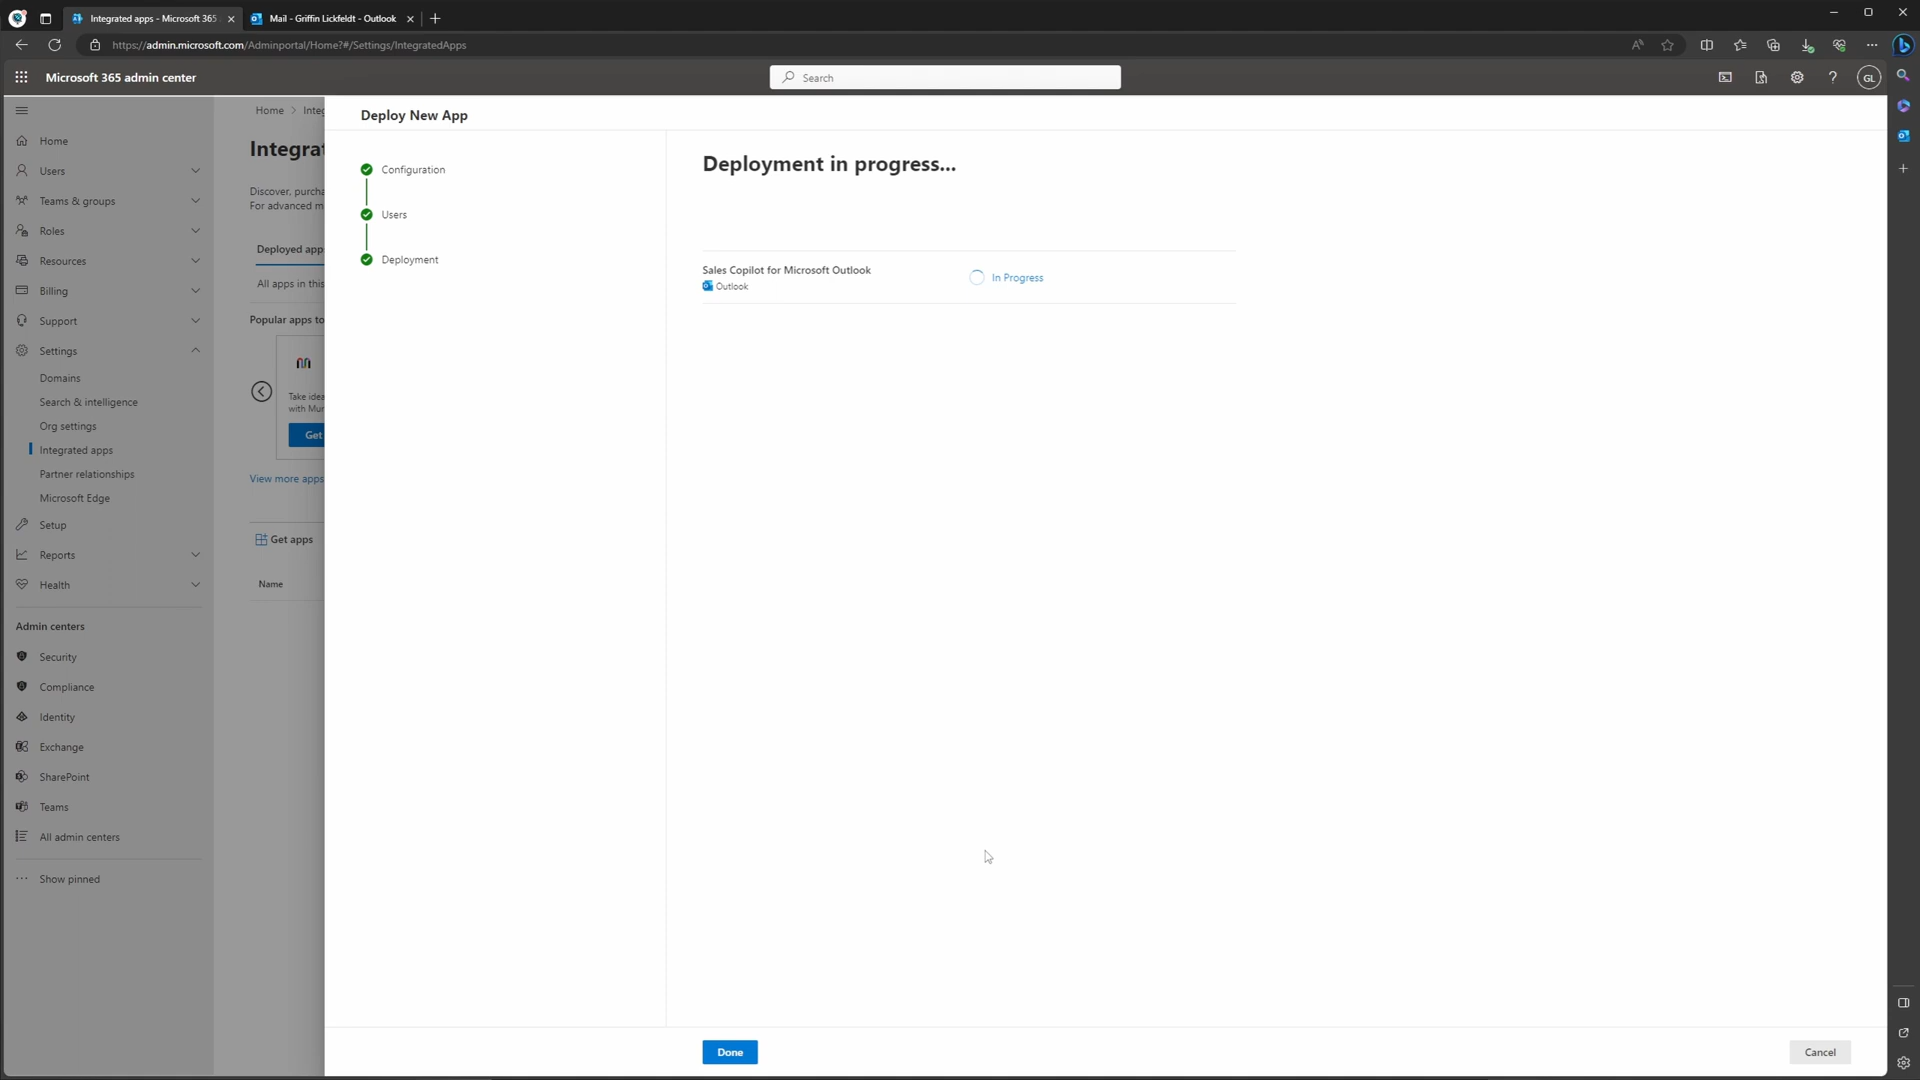 Integrated apps - Microsoft 365
Mail - Griffin Lickfeldt - Outlook
https://admin.microsoft.com/Adminportal/Home?#/Settings/IntegratedApps
Microsoft 365 admin center
Search
GL
Home
Users
Teams & groups
Roles
Resources
Billing
Support
Settings
Domains
Search & intelligence
Org settings
Integrated apps
Partner relationships
Microsoft Edge
Setup
Reports
Health
Admin centers
Security
Compliance
Identity
Exchange
SharePoint
Teams
All admin centers
Show pinned
Home > Integ
Integrat
Discover, purcha
For advanced m
Deployed app
All apps in this
Popular apps to
Take idea
with Mur
Get
View more apps
Get apps
Name
Deploy New App
Configuration
Users
Deployment
Deployment in progress...
Sales Copilot for Microsoft Outlook
Outlook
In Progress
Done
Cancel